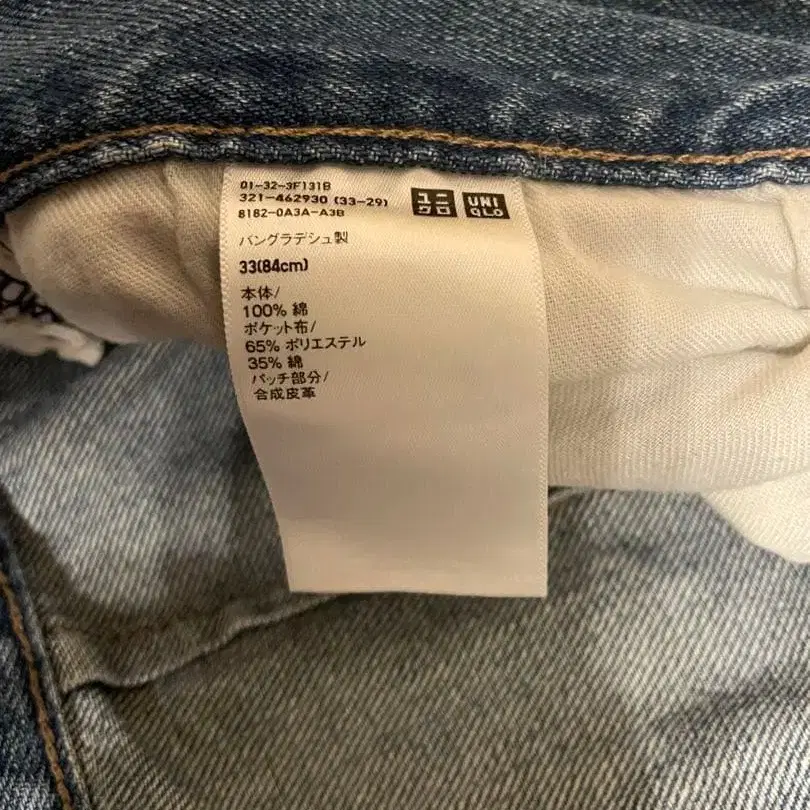 01-32-3F131B
321-462930 (33-29)
8182-0A3A-A3B
ユニ
クロ
UNI
QLO
バングラデシュ製
33(84cm)
本体/
100% 綿
ポケット布/
65% ポリエステル
35% 綿
パッチ部分/
合成皮革